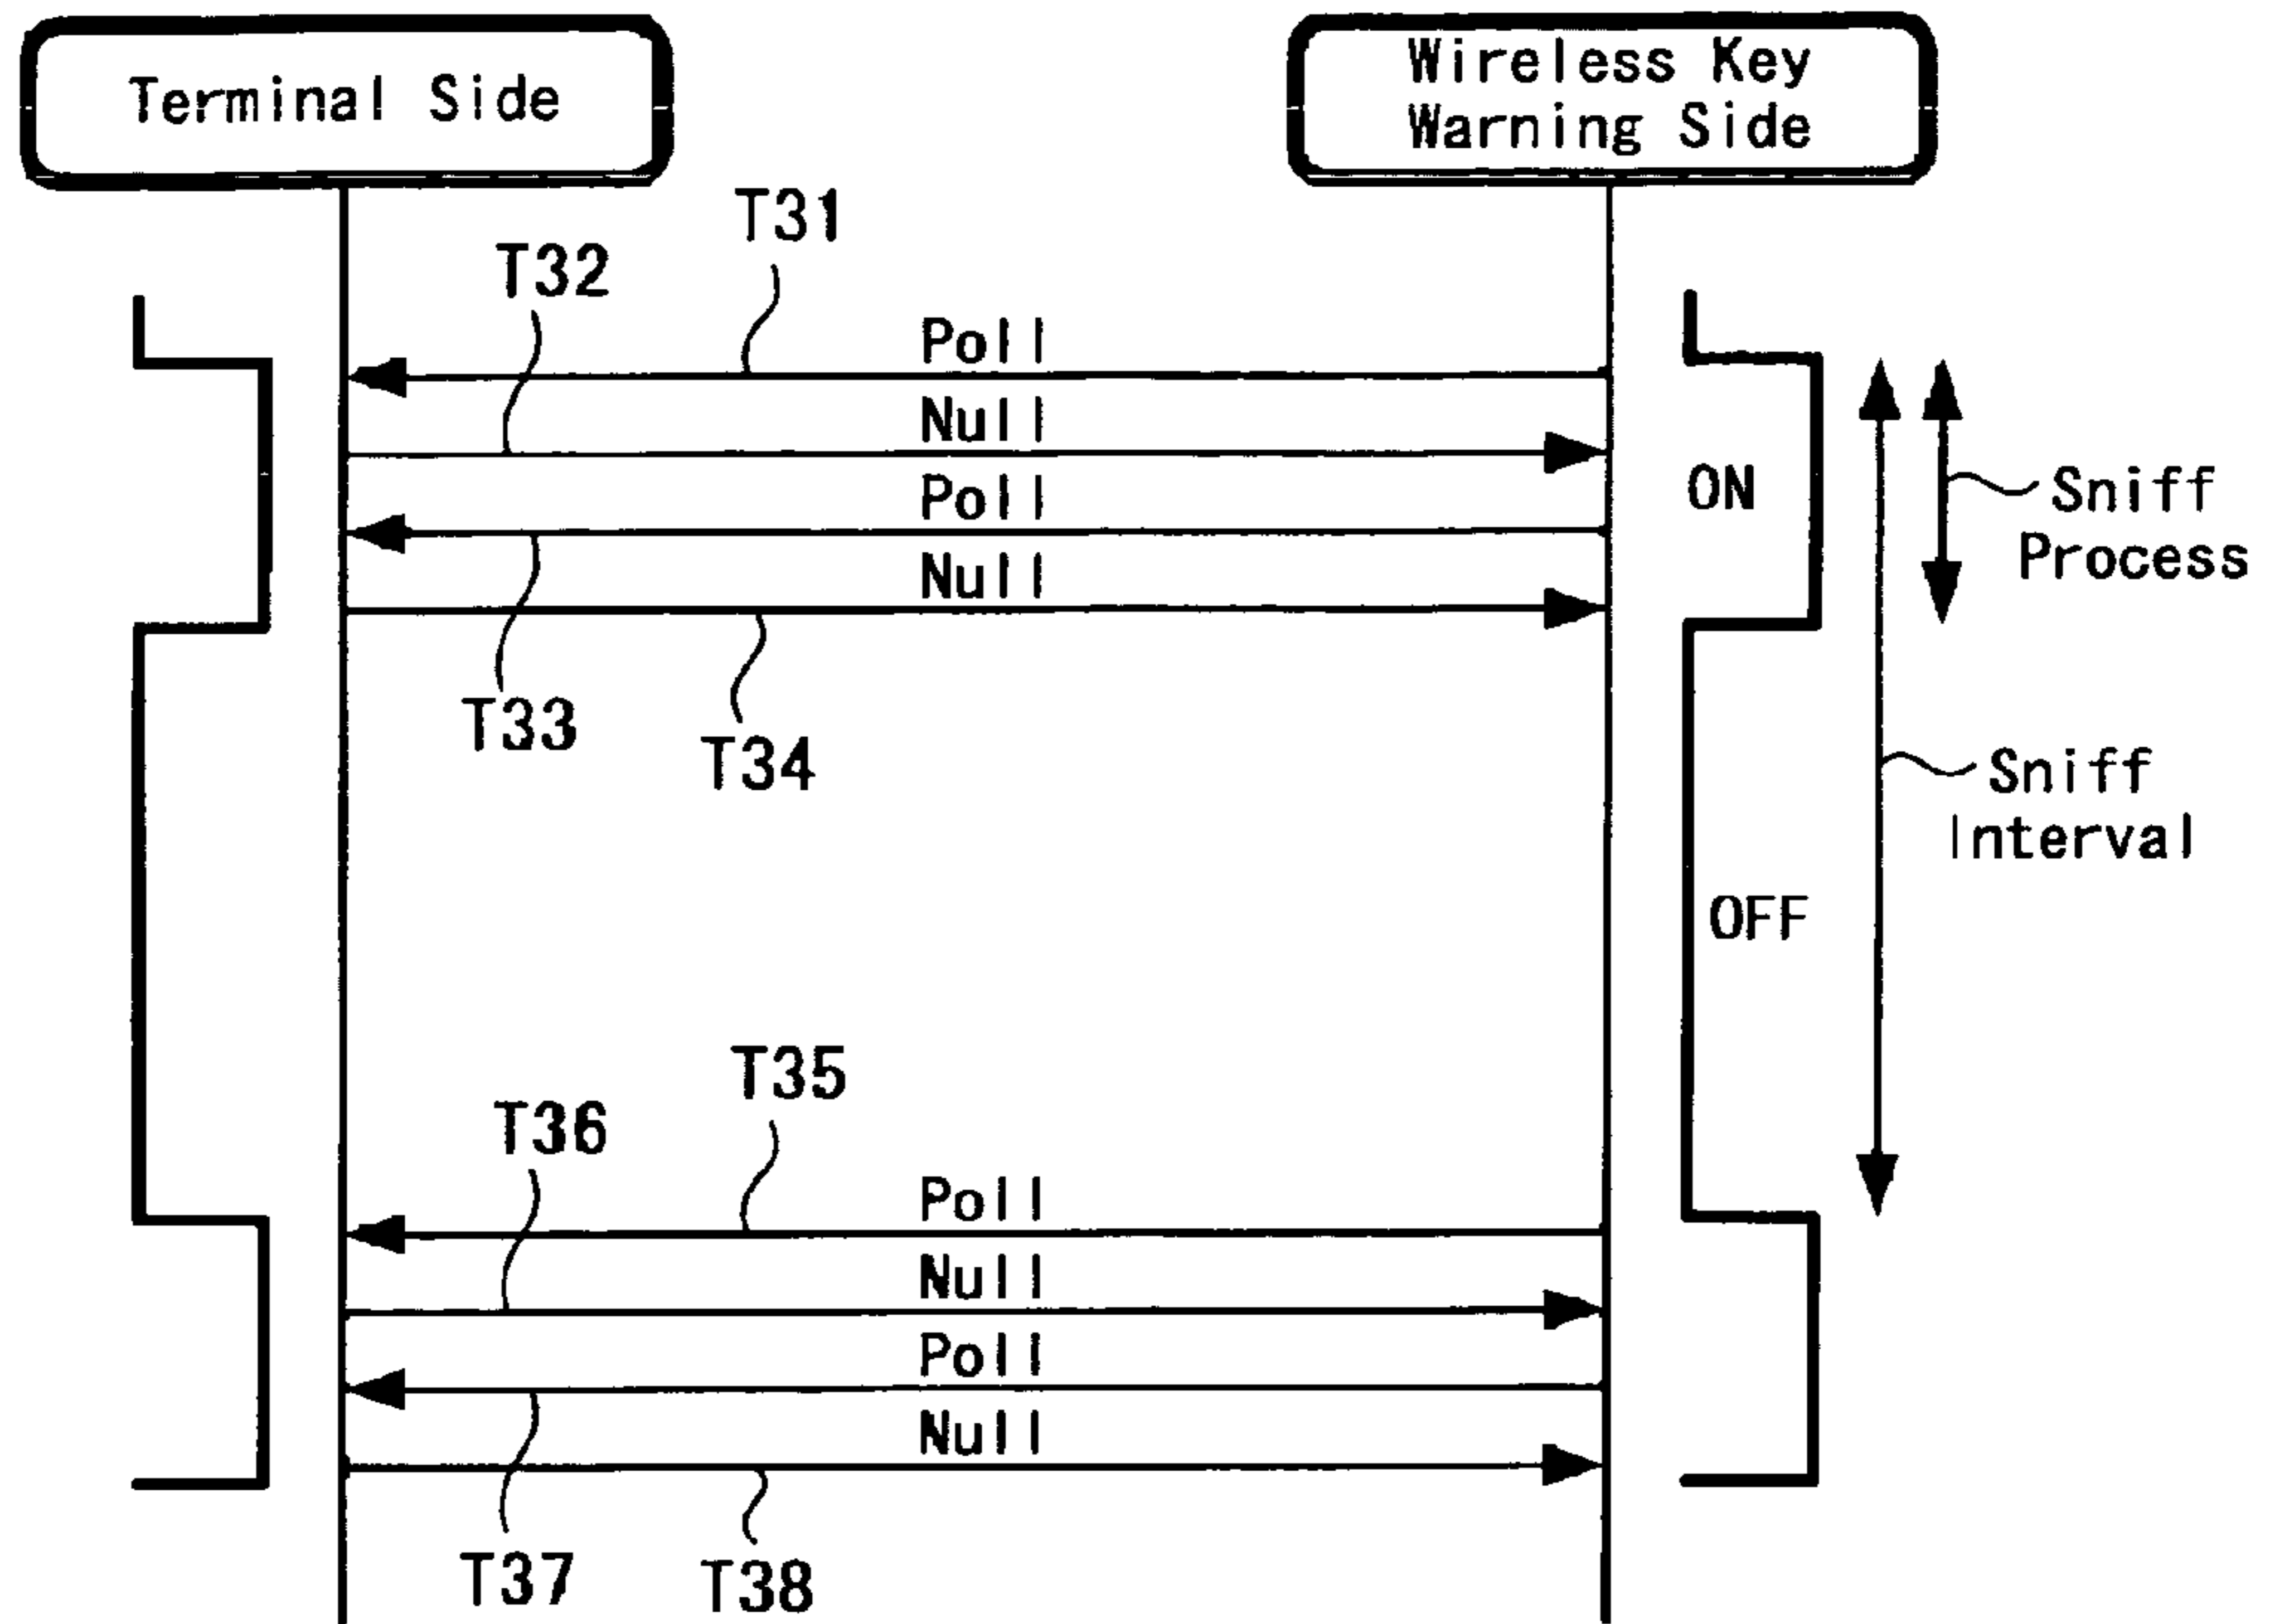 Terminal Side
Wireless Key
Warning Side
T31
T32
Poll
Null
Poll
Null
ON
Sniff
Process
T33
T34
Sniff
Interval
OFF
T35
T36
Poll
Null
Poll
Null
T37
T38